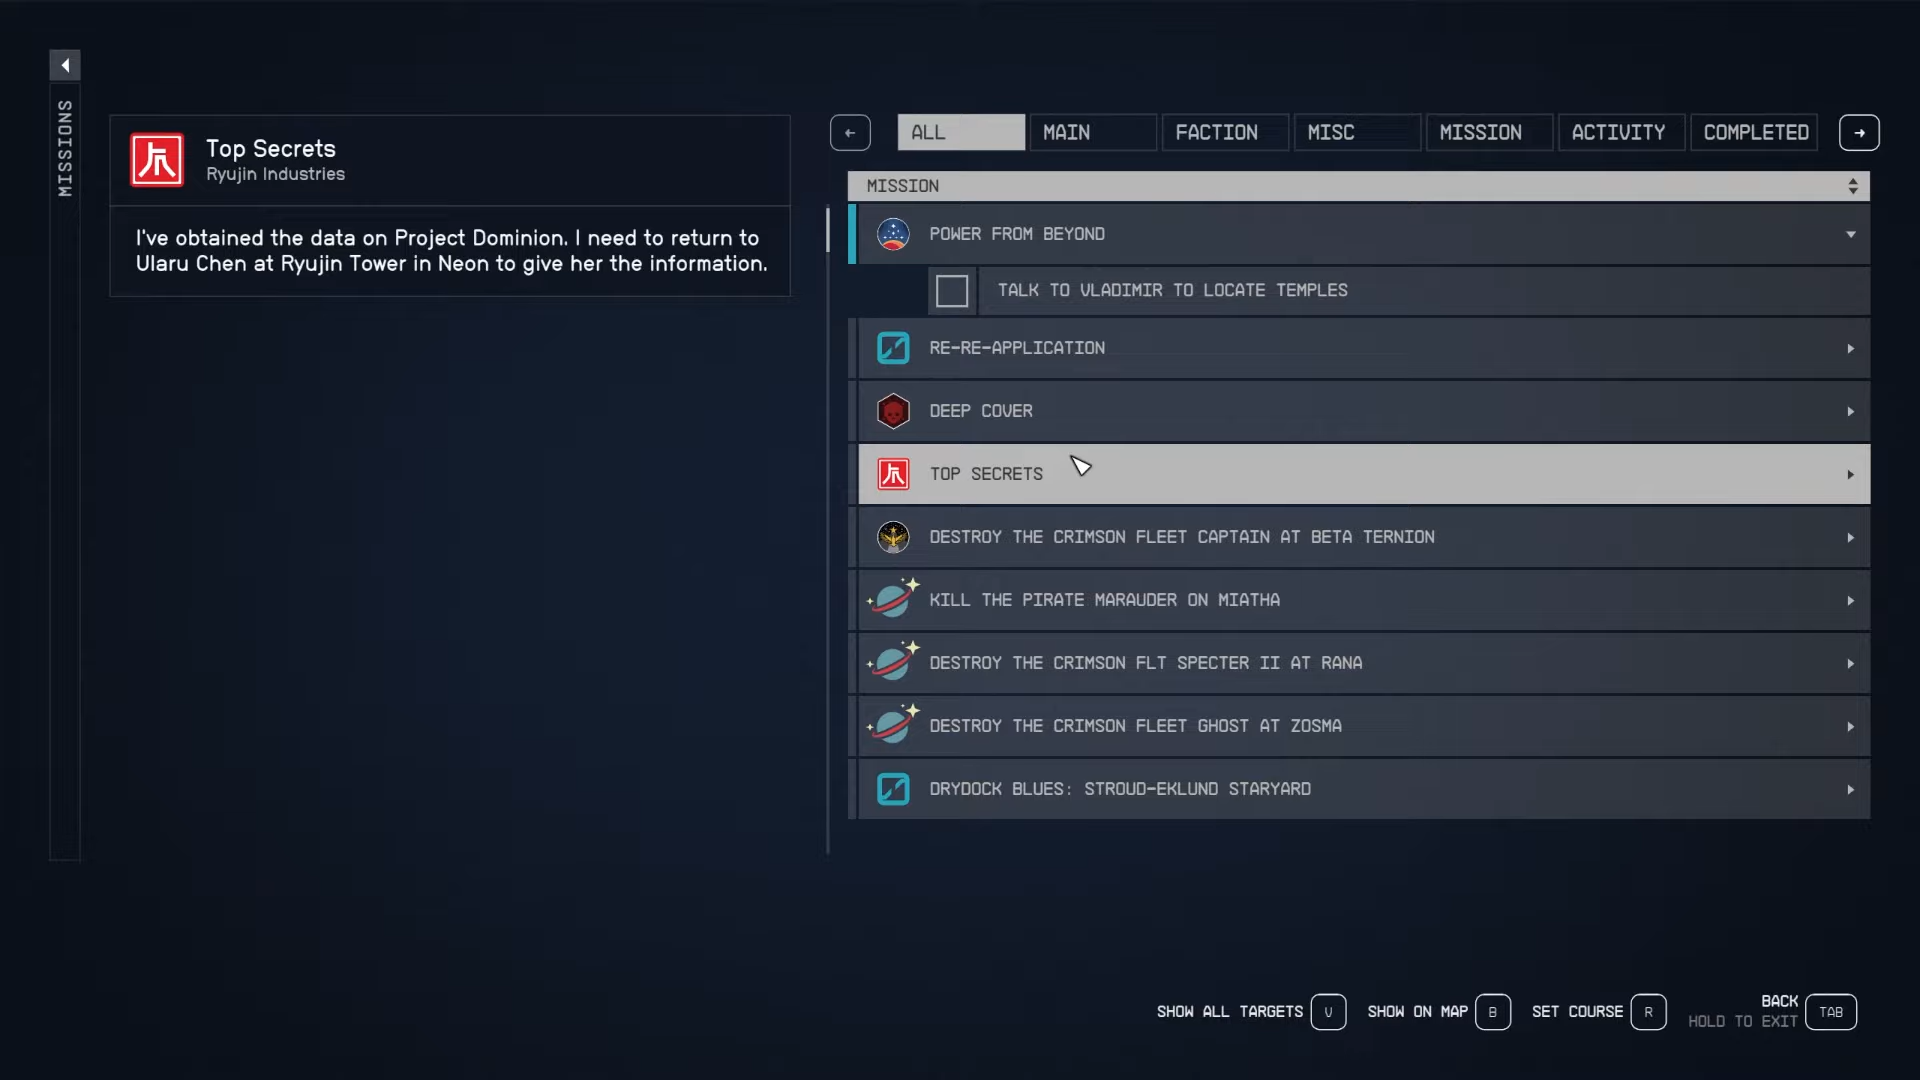 MISSIONS
Top Secrets
Ryujin Industries
I've obtained the data on Project Dominion. I need to return to
Ularu Chen at Ryujin Tower in Neon to give her the information.
ALL MAIN FACTION MISC MISSION ACTIVITY COMPLETED
MISSION
POWER FROM BEYOND
TALK TO VLADIMIR TO LOCATE TEMPLES
RE-RE-APPLICATION
DEEP COVER
TOP SECRETS
DESTROY THE CRIMSON FLEET CAPTAIN AT BETA TERNION
KILL THE PIRATE MARAUDER ON MIATHA
DESTROY THE CRIMSON FLT SPECTER II AT RANA
DESTROY THE CRIMSON FLEET GHOST AT ZOSMA
DRYDOCK BLUES: STROUD-EKLUND STARYARD
SHOW ALL TARGETS V SHOW ON MAP B SET COURSE R BACK TAB
HOLD TO EXIT